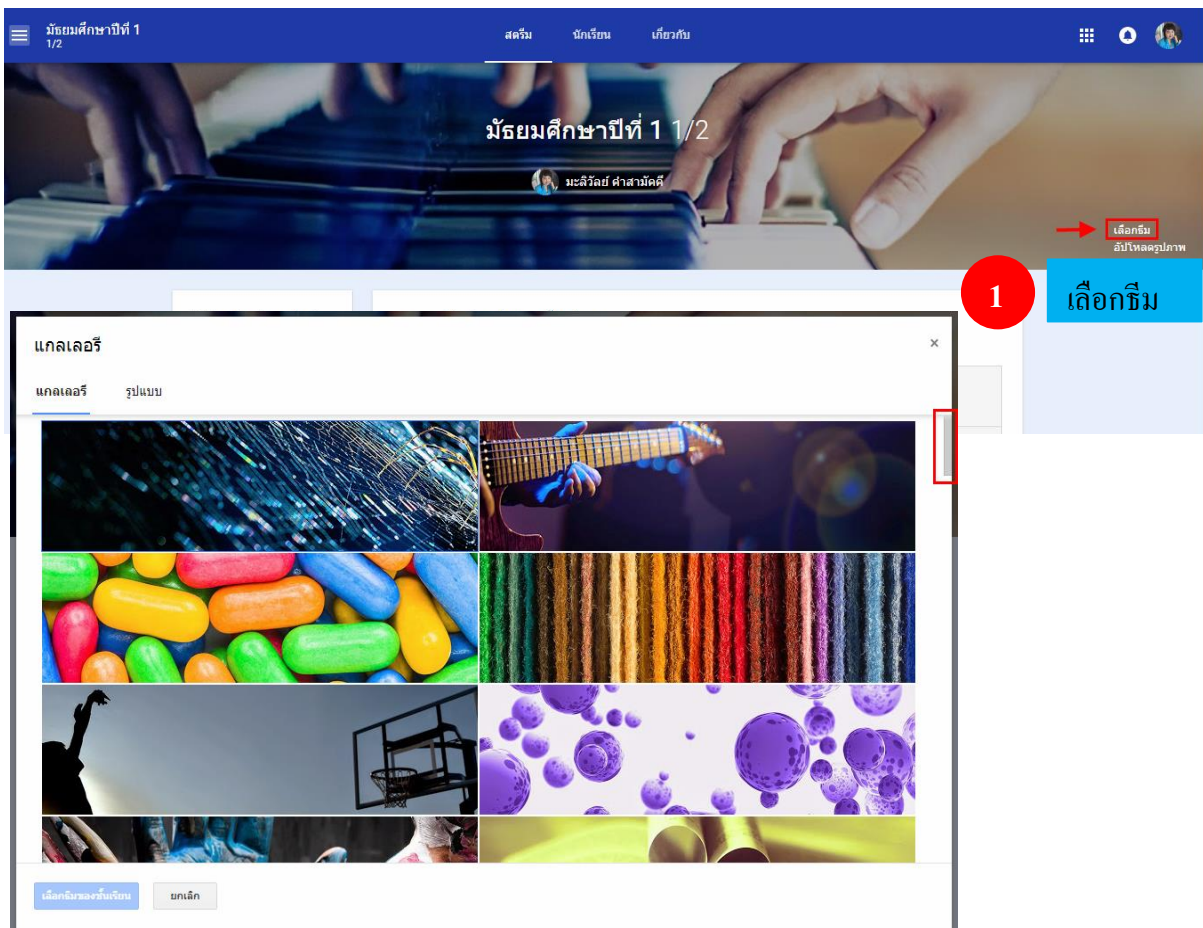 มัธยมศึกษาปีที่ 1
1/2
สตรีม นักเรียน เกี่ยวกับ
มัธยมศึกษาปีที่ 1 1/2
มะลิวัลย์ คำสามัคคี
เลือกธีม
อัปโหลดรูปภาพ
1 เลือกธีม
แกลเลอรี
×
แกลเลอรี รูปแบบ
เลือกธีมของชั้นเรียน ยกเลิก